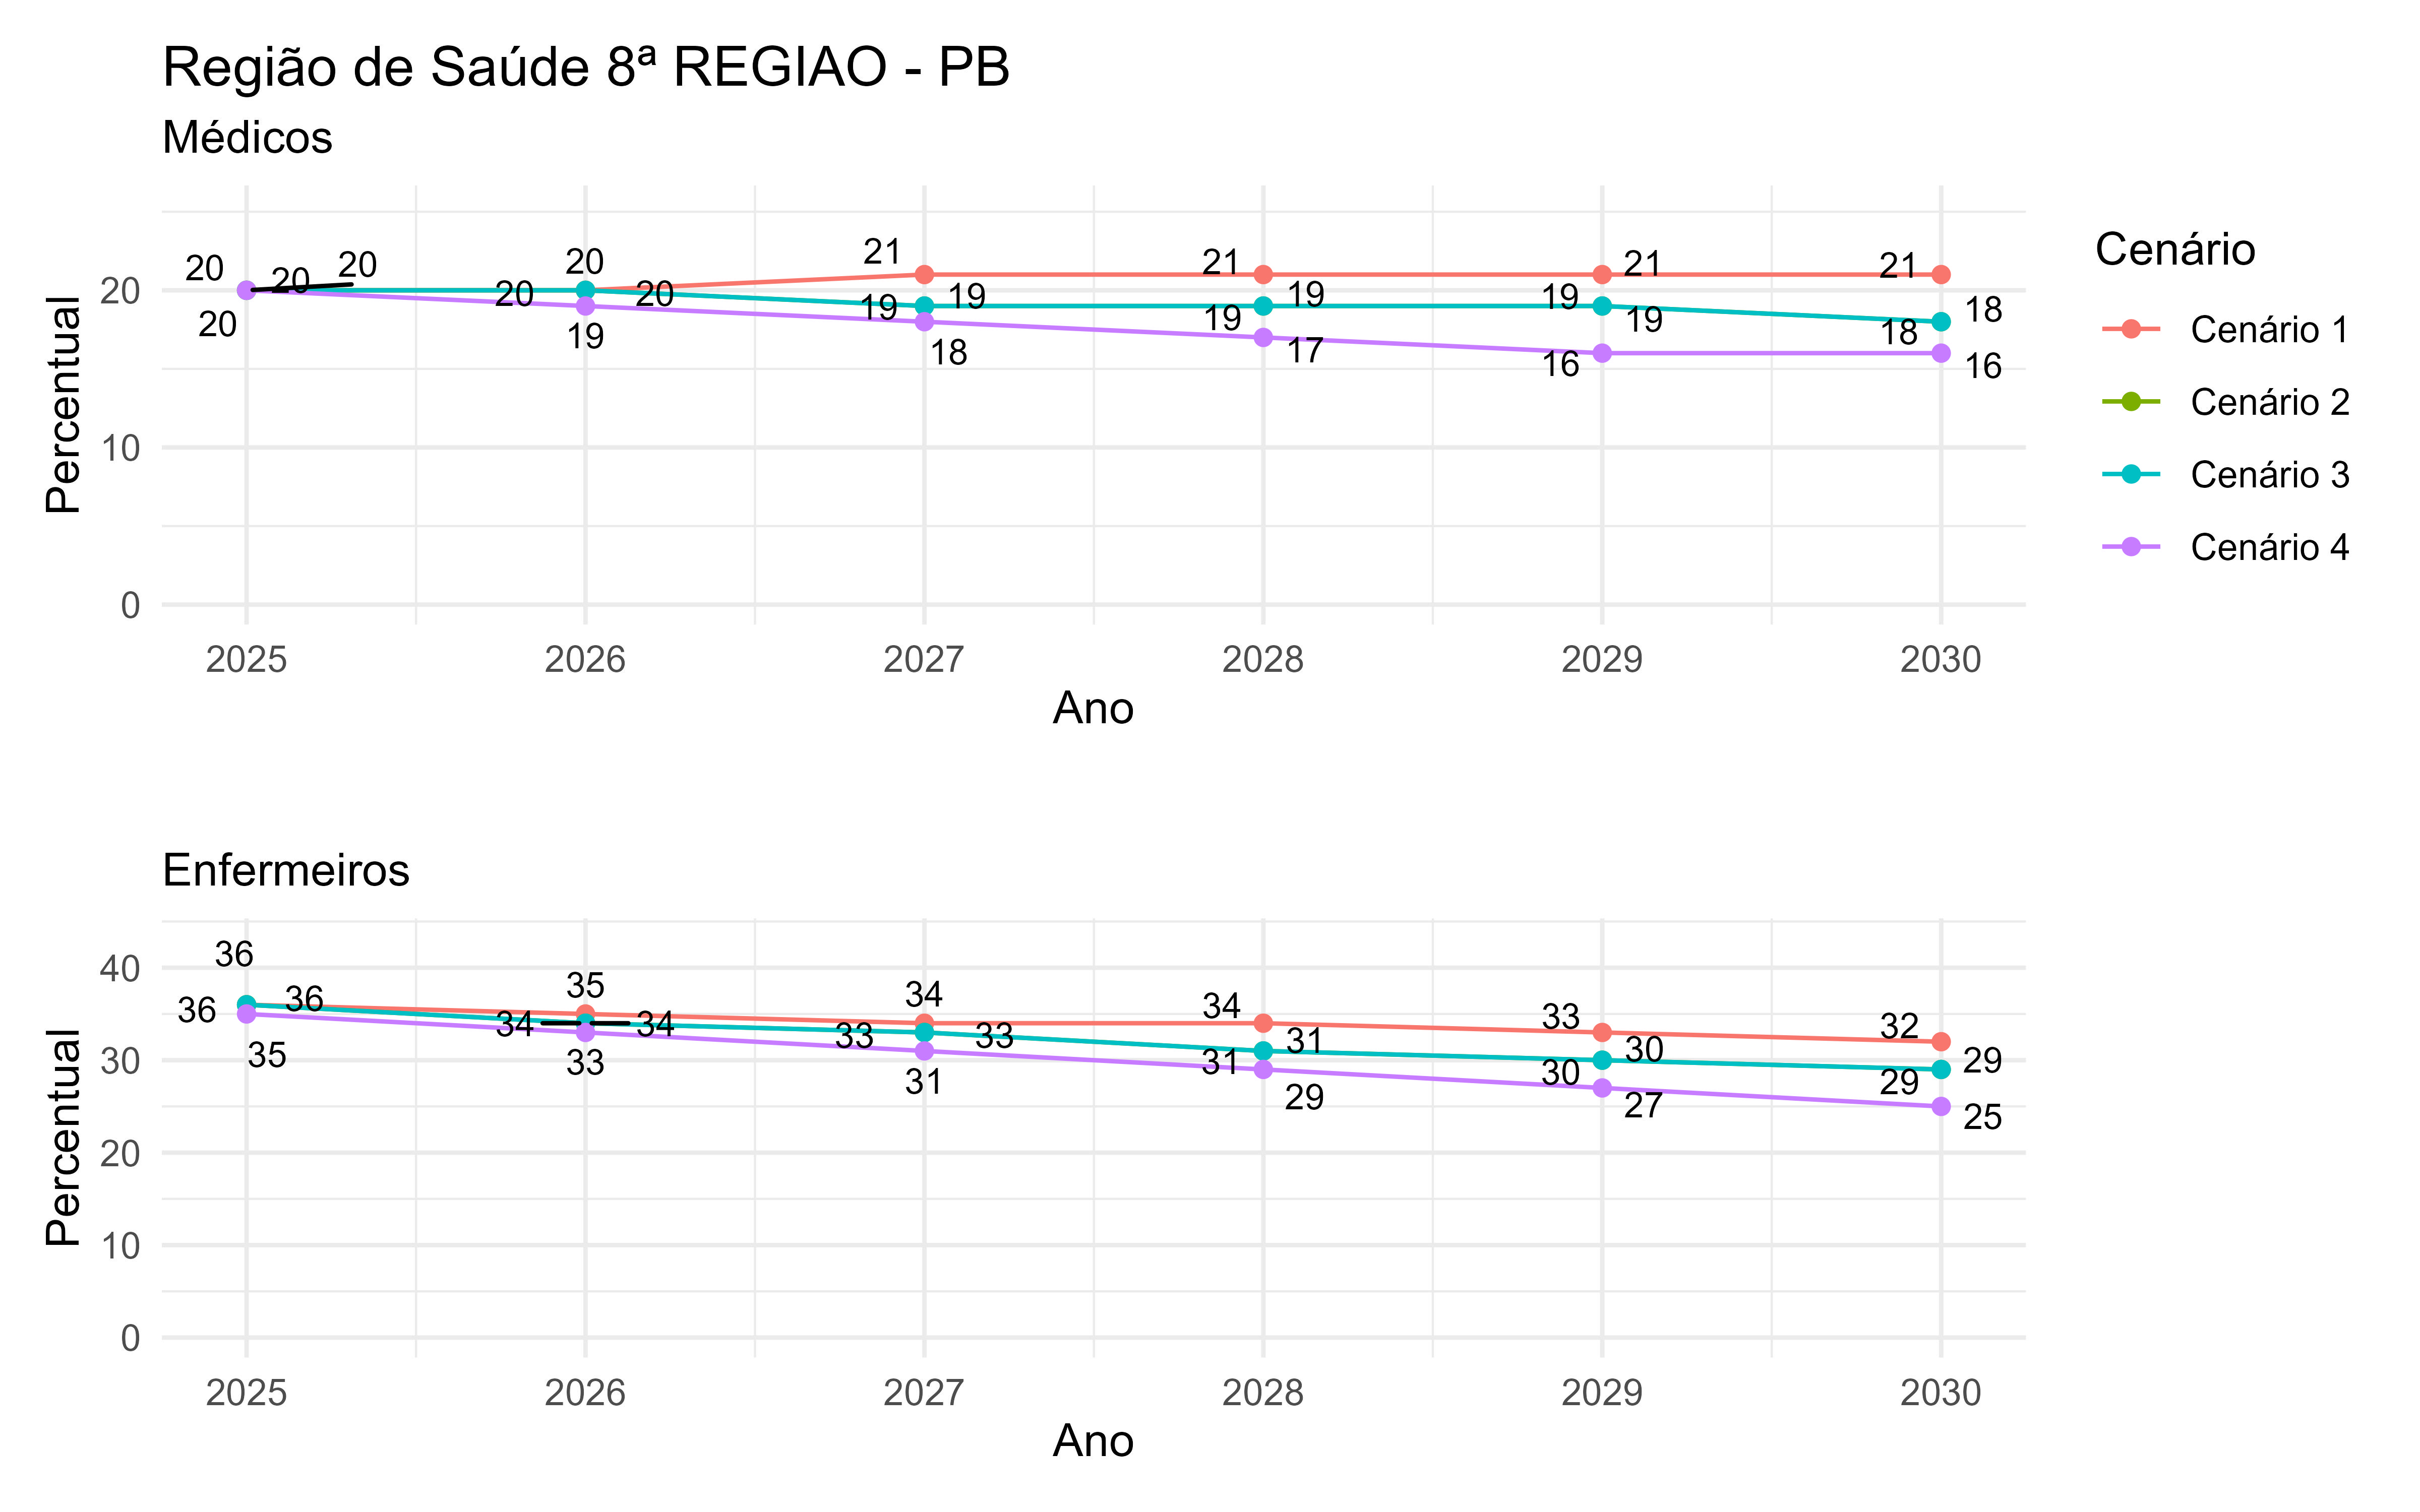 Região de Saúde 8ª REGIAO - PB
Médicos
Percentual
20
10
0
20 20 20 20
20 20 20 19
21 19 19 18
21 19 19 17
21 19 19 16
21 18 18 16
2025 2026 2027 2028 2029 2030
Ano
Cenário
Cenário 1
Cenário 2
Cenário 3
Cenário 4
Enfermeiros
Percentual
40
30
20
10
0
36 36 36 35
35 34 34 33
34 33 33 31
34 31 31 29
33 30 30 27
32 29 29 25
2025 2026 2027 2028 2029 2030
Ano